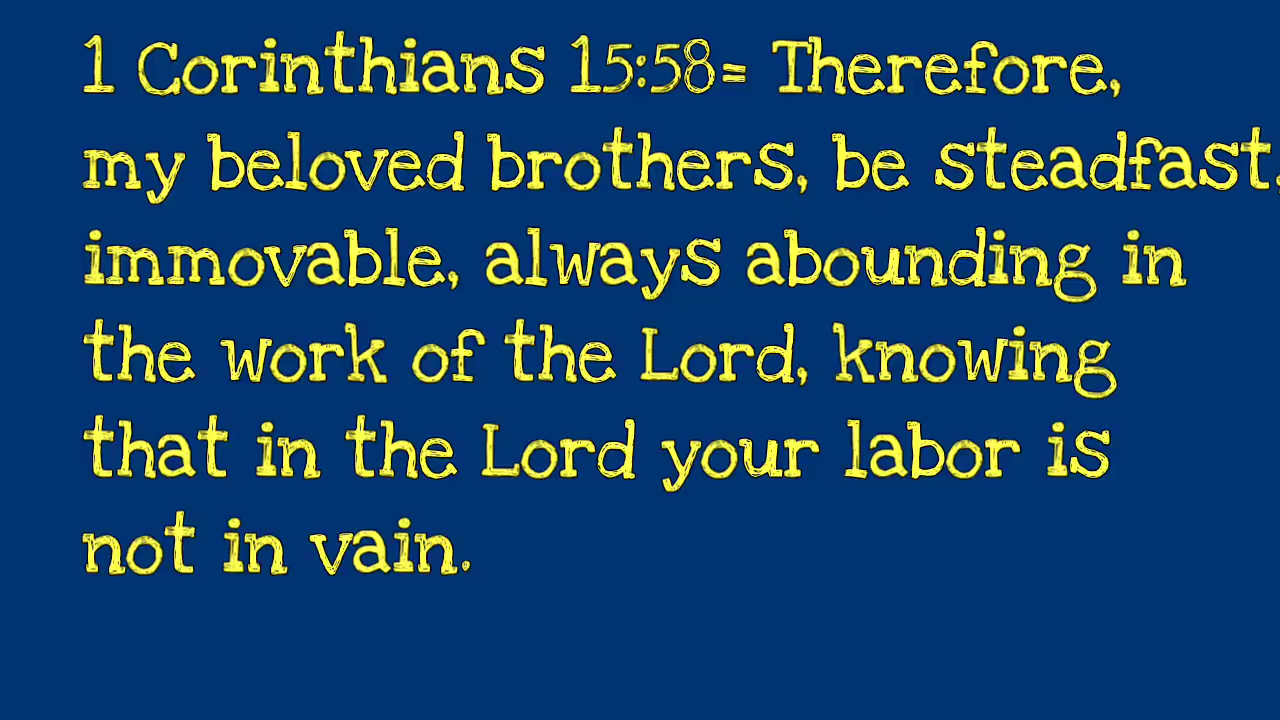 1 Corinthians 15:58= Therefore,
my beloved brothers, be steadfast,
immovable, always abounding in
the work of the Lord, knowing
that in the Lord your labor is
not in vain.